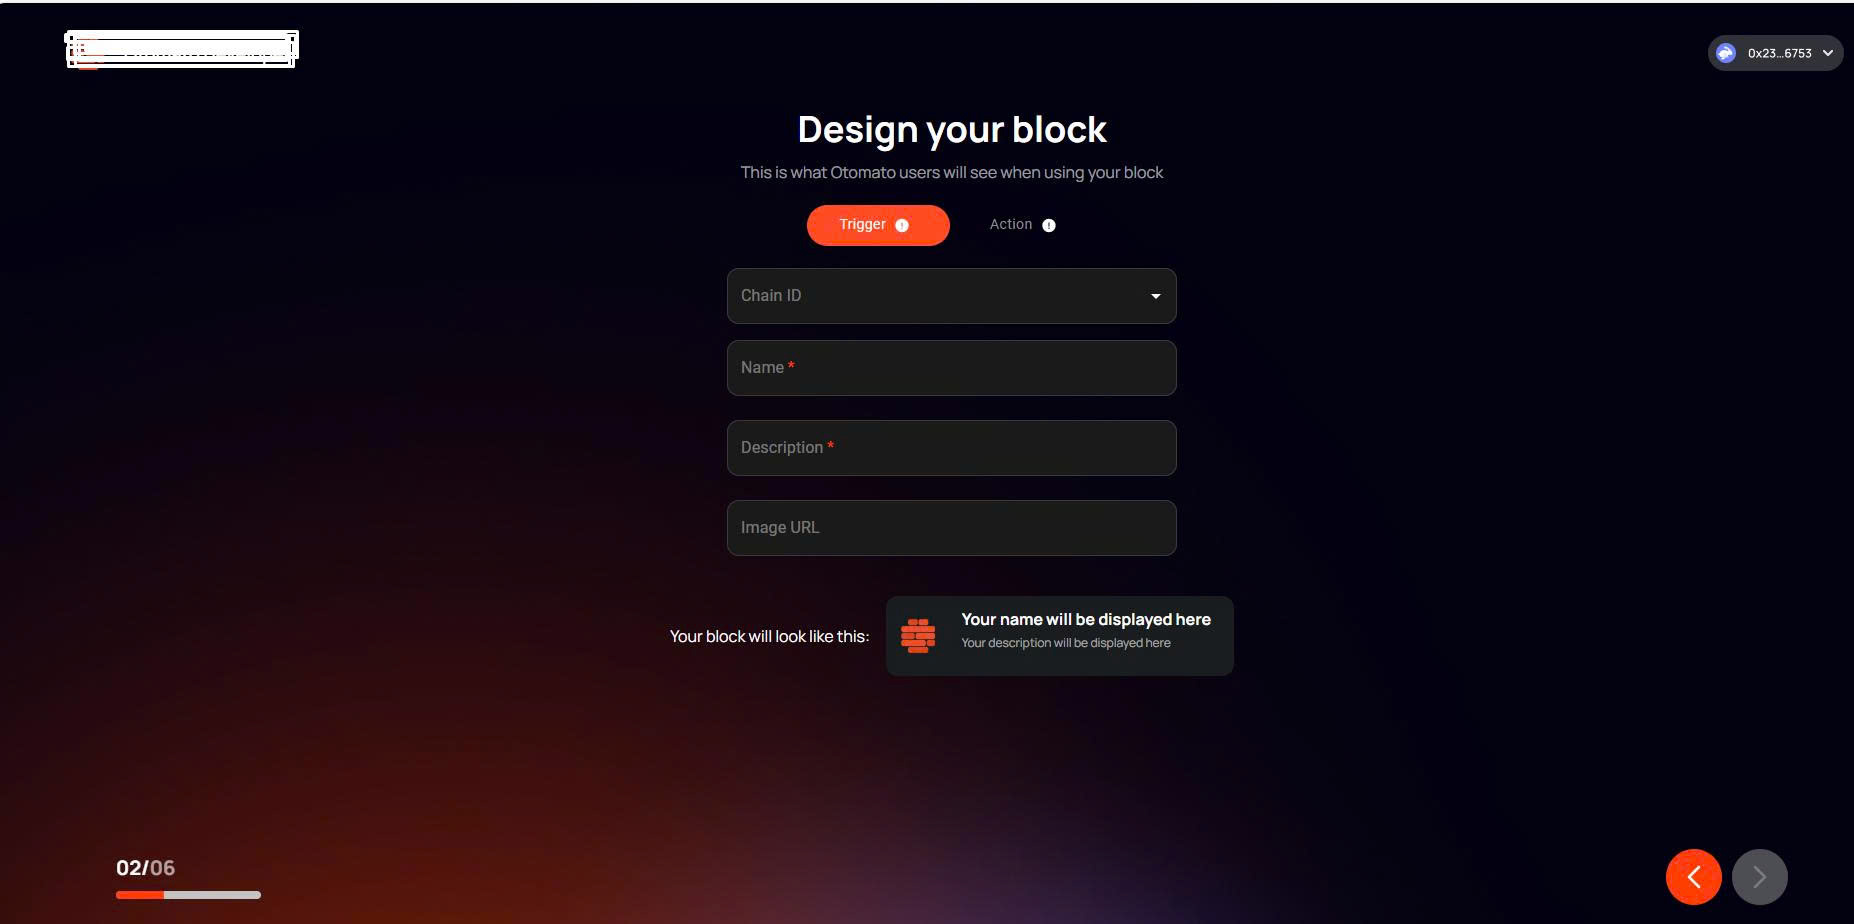 0x23...6753
Design your block
This is what Otomato users will see when using your block
Trigger
Action
Chain ID
Name *
Description *
Image URL
Your block will look like this:
Your name will be displayed here
Your description will be displayed here
02/06